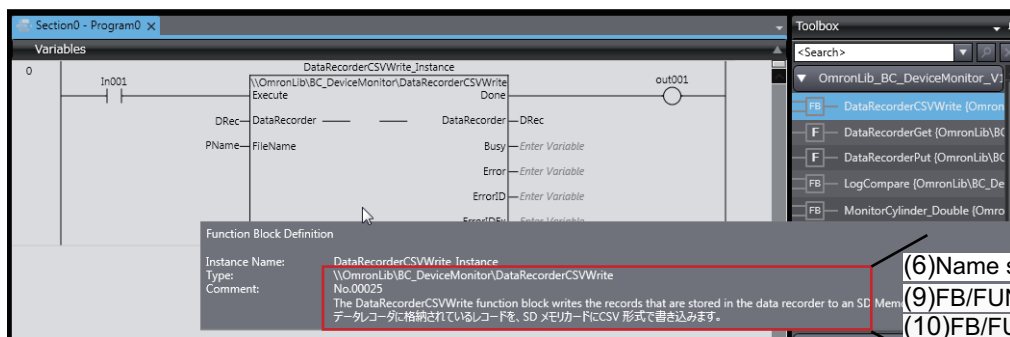 Section0 - Program0
Variables
0
In001
DataRecorderCSVWrite_Instance
\\OmronLib\BC_DeviceMonitor\DataRecorderCSVWrite
Execute
Done
out001
DRec
DataRecorder
DataRecorder
DRec
PName
FileName
Busy
Enter Variable
Error
Enter Variable
ErrorID
Enter Variable
ErrorIDEx
Enter Variable
Function Block Definition
Instance Name: DataRecorderCSVWrite_Instance
Type: \\OmronLib\BC_DeviceMonitor\DataRecorderCSVWrite
Comment: No.00025
The DataRecorderCSVWrite function block writes the records that are stored in the data recorder to an SD Mem
データレコーダに格納されているレコードを、SD メモリカードにCSV 形式で書き込みます。
Toolbox
<Search>
OmronLib_BC_DeviceMonitor_V1
FB DataRecorderCSVWrite {Omron
F DataRecorderGet {OmronLib\BC
F DataRecorderPut {OmronLib\BC
FB LogCompare {OmronLib\BC_De
FB MonitorCylinder_Double {Omro
(6)Name s
(9)FB/FUN
(10)FB/FU